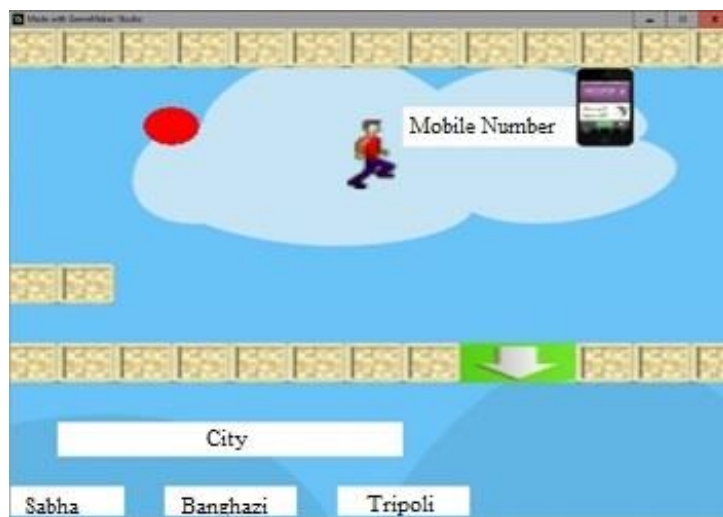 Made with GameMaker: Studio
Mobile Number
City
Sabha
Banghazi
Tripoli